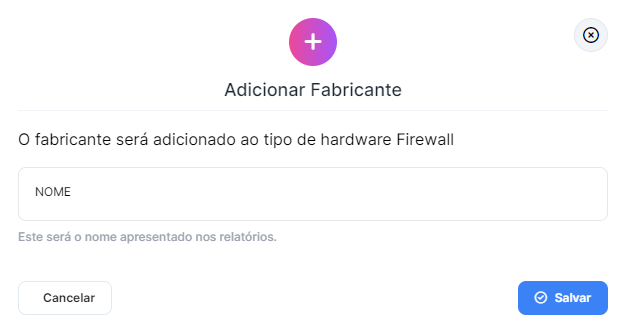 Adicionar Fabricante
O fabricante será adicionado ao tipo de hardware Firewall
NOME
Este será o nome apresentado nos relatórios.
Cancelar
Salvar